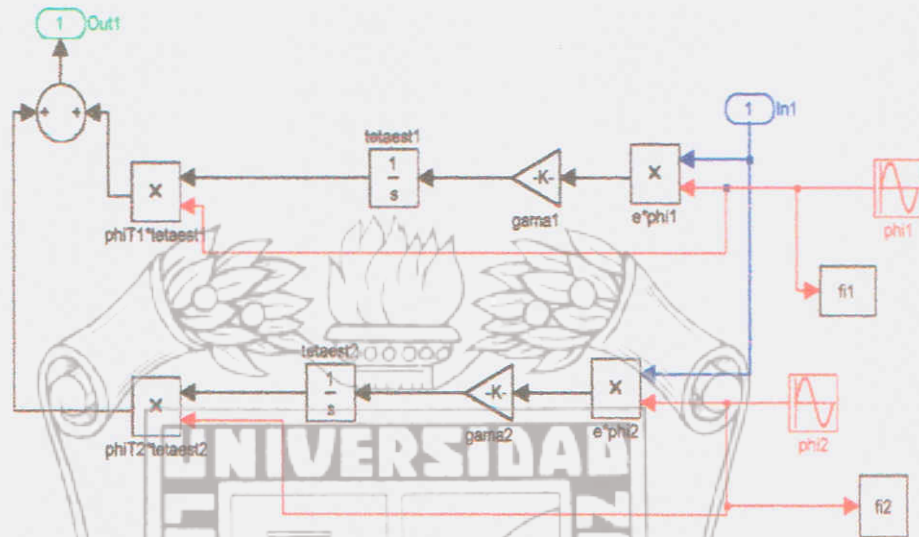 1 Out1
+ +
1 In1
tetaest1
1
s
-K-
gama1
X
e*phi1
phi1
X
phiT1*tetaest1
fi1
tetaest2
1
s
-K-
gama2
X
e*phi2
phi2
X
phiT2*tetaest2
fi2
UNIVERSIDAD